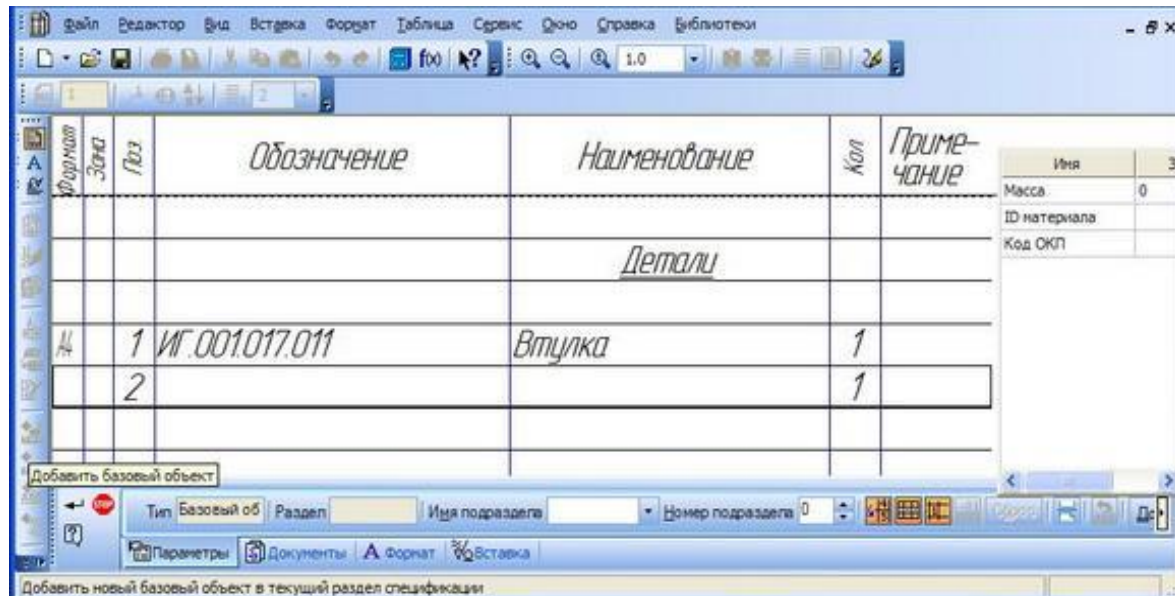 Файл Редактор Вид Вставка Формат Таблица Сервис Окно Справка Библиотеки
f(x) 1.0
1 2
Формат Зона Поз Обозначение Наименование Кол Приме-
чание
Имя З
Масса 0
ID материала
Код ОКП
Детали
А4 1 ИГ.001.017.011 Втулка 1
2 1
Добавить базовый объект
STOP Тип Базовый об Раздел Имя подраздела Номер подраздела 0
Параметры Документы А Формат Вставка
Добавить новый базовый объект в текущий раздел спецификации